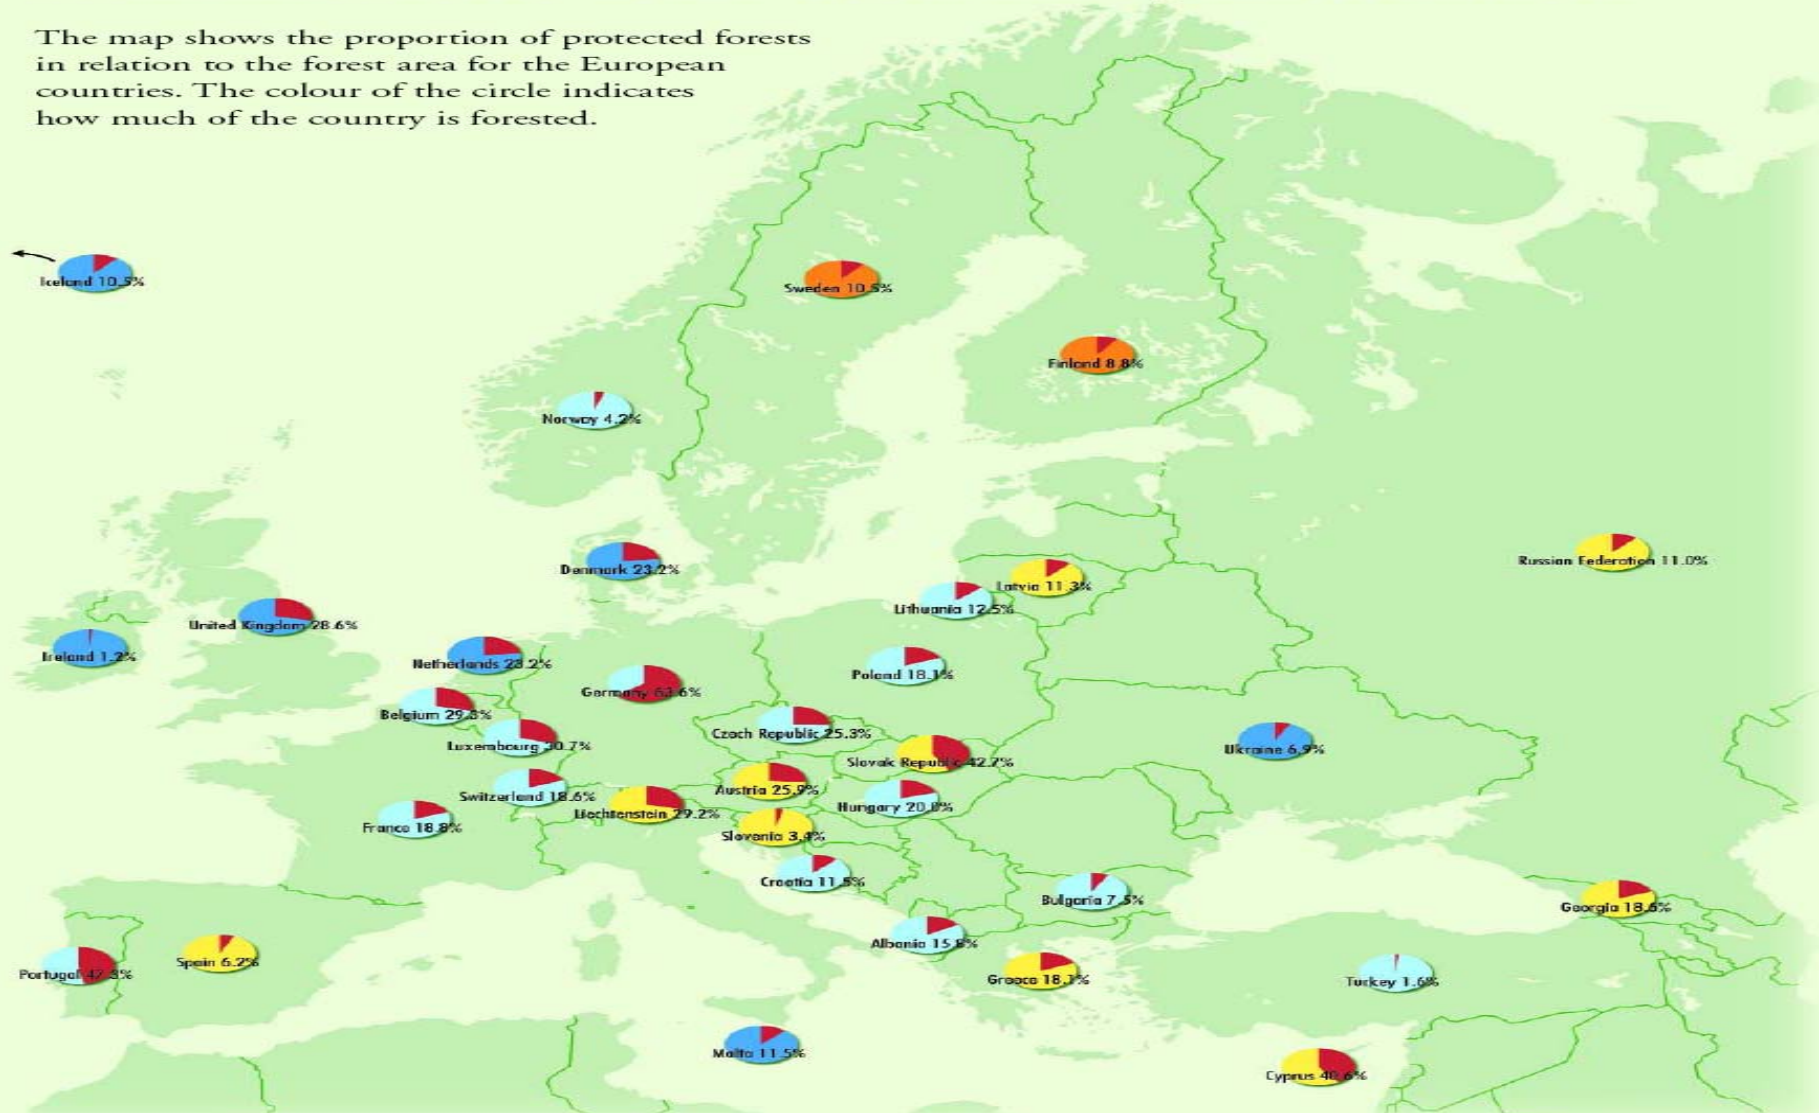 The map shows the proportion of protected forests
in relation to the forest area for the European
countries. The colour of the circle indicates
how much of the country is forested.
Iceland 10.5%
Sweden 10.5%
Finland 8.8%
Norway 4.2%
Russian Federation 11.0%
Denmark 23.2%
Latvia 11.3%
Lithuania 12.5%
United Kingdom 28.6%
Ireland 1.2%
Netherlands 23.2%
Poland 18.1%
Germany 63.6%
Belgium 29.3%
Czech Republic 25.3%
Luxembourg 30.7%
Ukraine 6.9%
Slovak Republic 42.7%
Austria 25.9%
Switzerland 18.6%
Hungary 20.0%
Liechtenstein 29.2%
France 18.8%
Slovenia 3.4%
Croatia 11.5%
Bulgaria 7.5%
Georgia 18.6%
Albania 15.8%
Spain 6.2%
Portugal 47.3%
Greece 18.1%
Turkey 1.6%
Malta 11.5%
Cyprus 40.6%